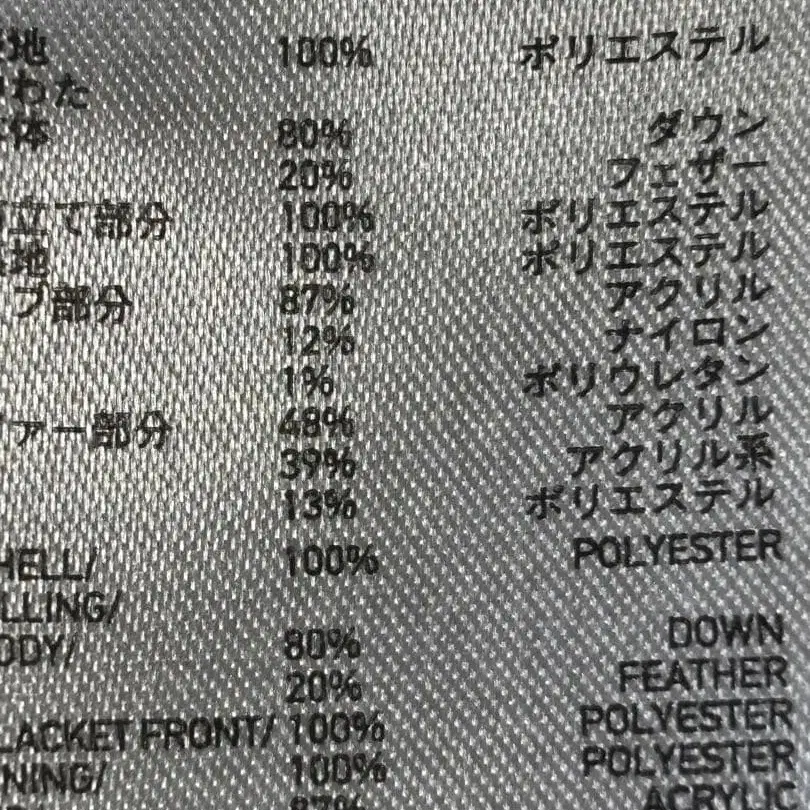 地 100% ポリエステル
わた
体 80% ダウン
20% フェザー
立て部分 100% ポリエステル
地 100% ポリエステル
ブ部分 87% アクリル
12% ナイロン
1% ポリウレタン
ァー部分 48% アクリル
39% アクリル系
13% ポリエステル
HELL/ 100% POLYESTER
LLING/
ODY/ 80% DOWN
20% FEATHER
LACKET FRONT/ 100% POLYESTER
NING/ 100% POLYESTER
87% ACRYLIC